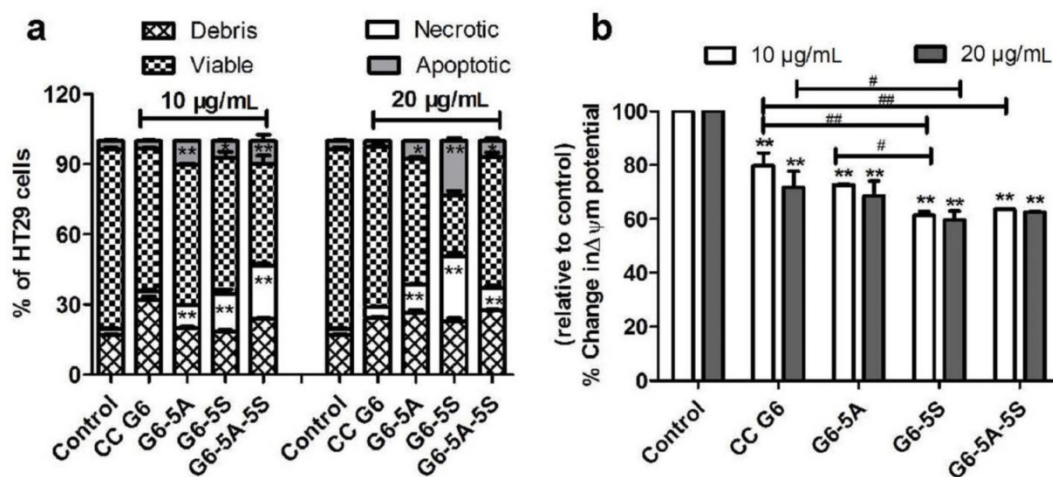 a
Debris
Necrotic
Viable
Apoptotic
10 µg/mL
20 µg/mL
120
90
60
30
0
% of HT29 cells
**
*
**
*
**
*
**
**
**
**
**
**
Control
CC G6
G6-5A
G6-5S
G6-5A-5S
Control
CC G6
G6-5A
G6-5S
G6-5A-5S
b
10 µg/mL
20 µg/mL
#
##
##
#
100
80
60
40
20
0
(relative to control)
% Change in Δψm potential
** ** ** ** ** ** ** **
Control
CC G6
G6-5A
G6-5S
G6-5A-5S